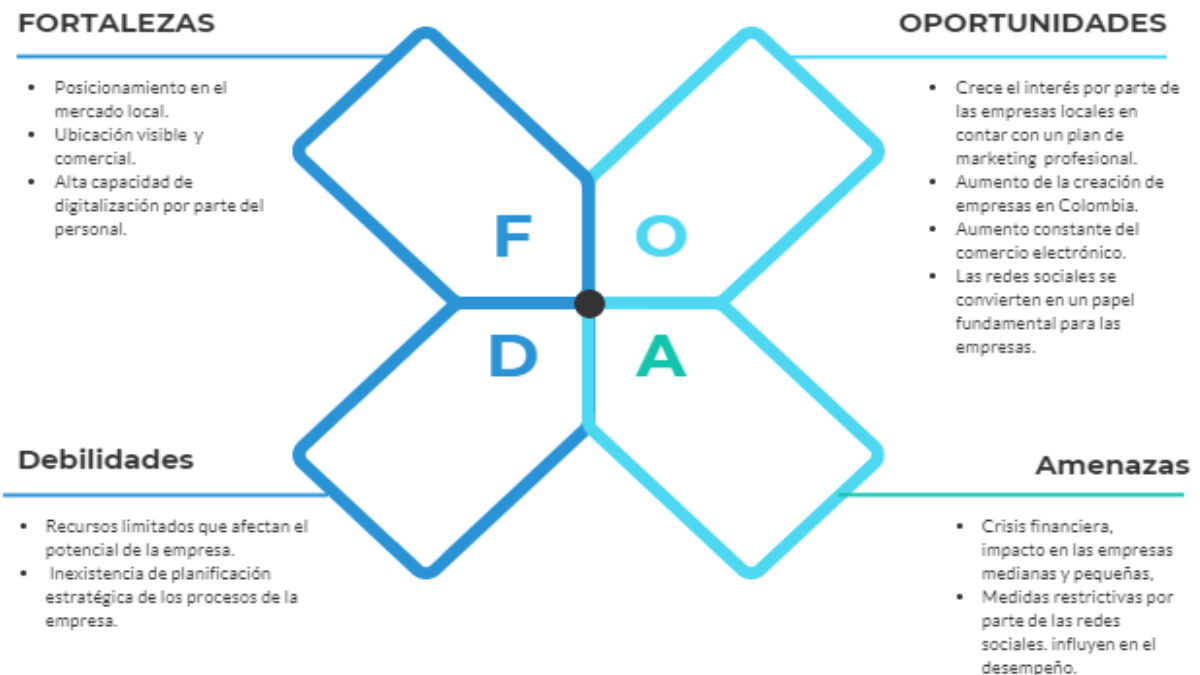 FORTALEZAS
• Posicionamiento en el
mercado local.
• Ubicación visible y
comercial.
• Alta capacidad de
digitalización por parte del
personal.
OPORTUNIDADES
• Crece el interés por parte de
las empresas locales en
contar con un plan de
marketing profesional.
• Aumento de la creación de
empresas en Colombia.
• Aumento constante del
comercio electrónico.
• Las redes sociales se
convierten en un papel
fundamental para las
empresas.
F
O
D
A
Debilidades
• Recursos limitados que afectan el
potencial de la empresa.
• Inexistencia de planificación
estratégica de los procesos de la
empresa.
Amenazas
• Crisis financiera,
impacto en las empresas
medianas y pequeñas,
• Medidas restrictivas por
parte de las redes
sociales. influyen en el
desempeño.